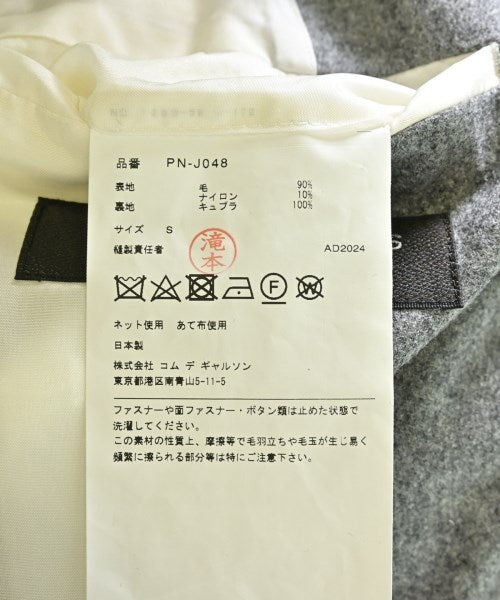 品番 PN-J048
表地 毛 90%
ナイロン 10%
裏地 キュプラ 100%
サイズ S
縫製責任者 滝本 AD2024
ネット使用 あて布使用
日本製
株式会社 コム デ ギャルソン
東京都港区南青山5-11-5
ファスナーや面ファスナー・ボタン類は止めた状態で
洗濯してください。
この素材の性質上、摩擦等で毛羽立ちや毛玉が生じ易く
頻繁に擦られる部分等は特にご注意下さい。